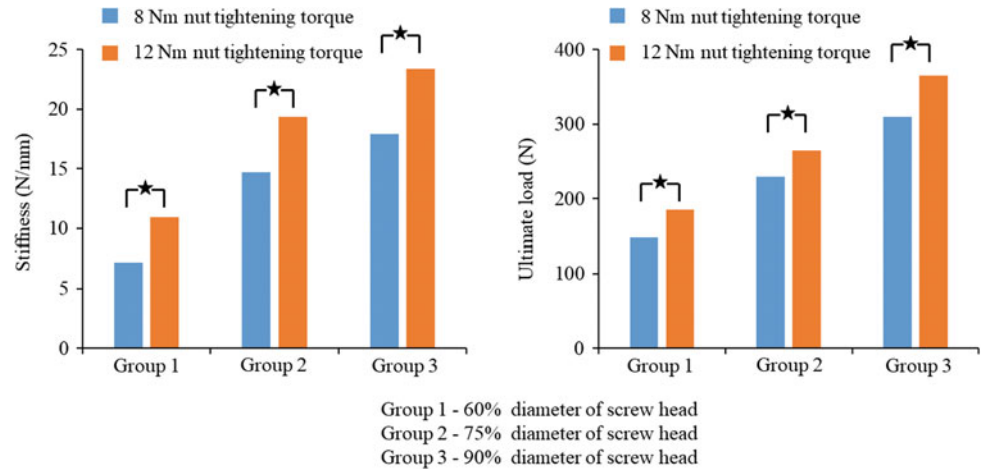 8 Nm nut tightening torque
12 Nm nut tightening torque
Stiffness (N/mm)
25
20
15
10
5
0
Group 1
Group 2
Group 3
8 Nm nut tightening torque
12 Nm nut tightening torque
Ultimate load (N)
400
300
200
100
0
Group 1
Group 2
Group 3
Group 1 - 60% diameter of screw head
Group 2 - 75% diameter of screw head
Group 3 - 90% diameter of screw head